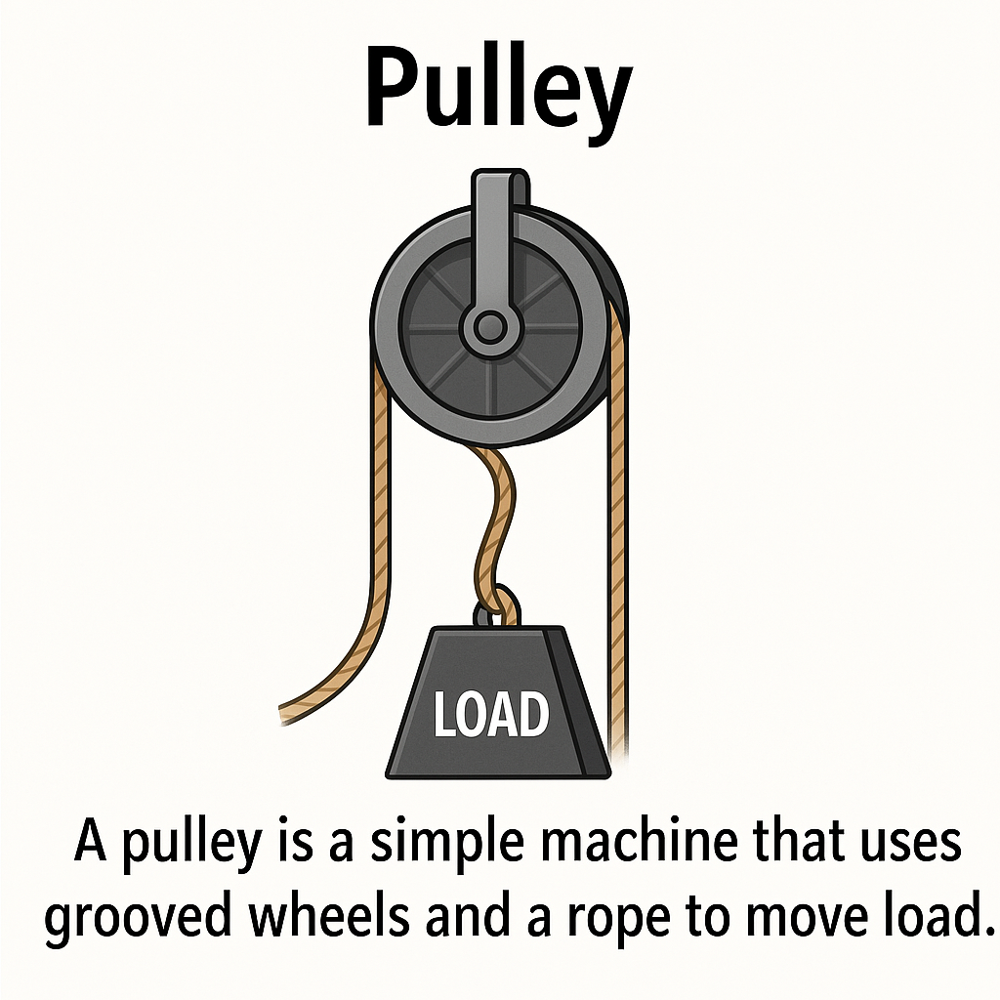 Pulley
LOAD
A pulley is a simple machine that uses
grooved wheels and a rope to move load.